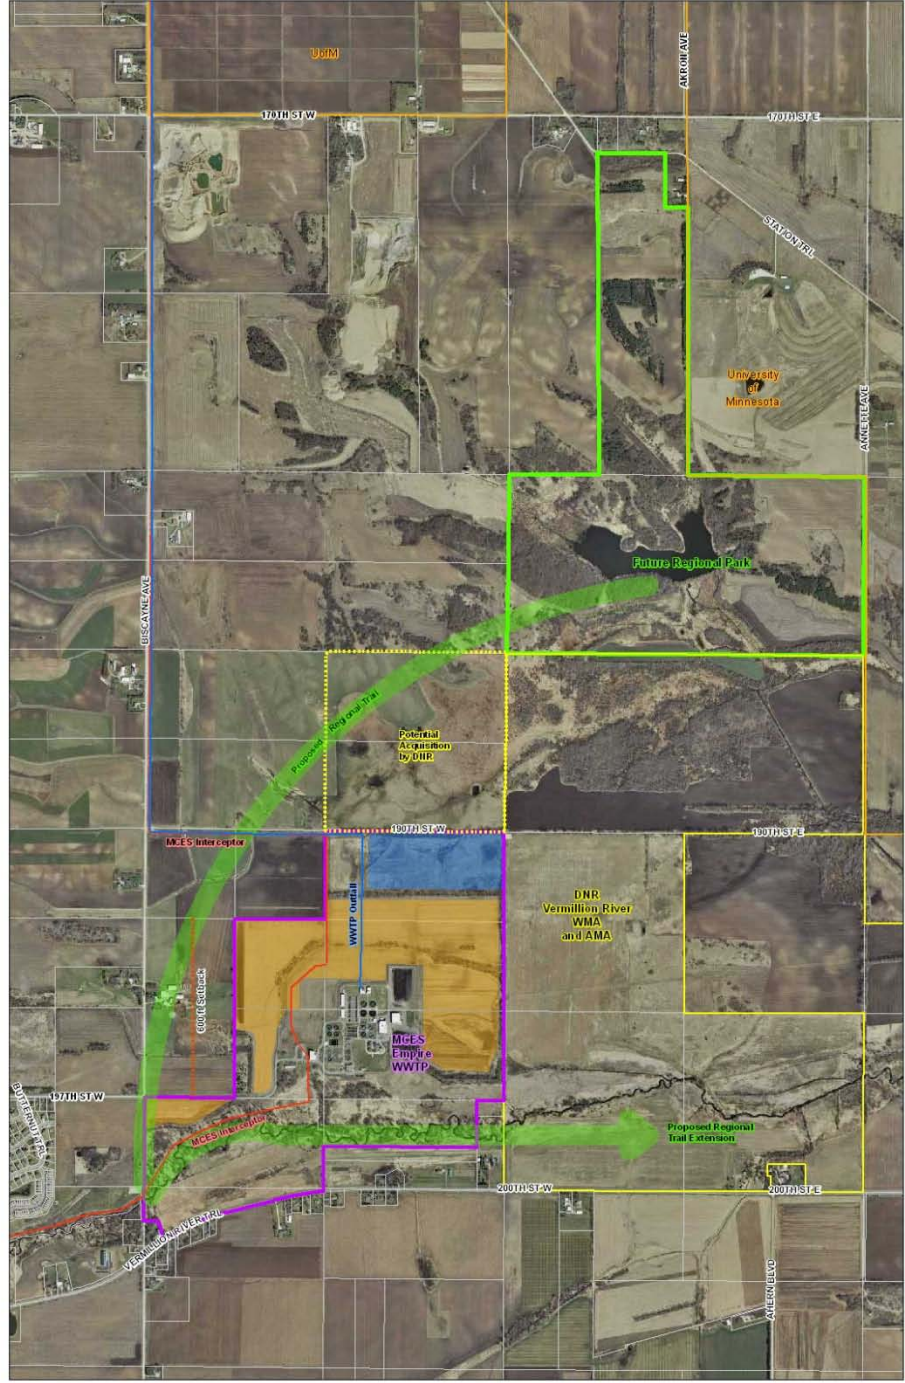 UofM
AKRON AVE
170TH ST W
170TH ST E
STATION TRL
University
of
Minnesota
ANNETTE AVE
Future Regional Park
BISCAYNE AVE
Proposed Regional Trail
Potential
Acquisition
by DNR
190TH ST W
190TH ST E
MCES Interceptor
WWTP Outfall
DNR
Vermillion River
WMA
and AMA
600 ft Setback
MCES
Empire
WWTP
197TH ST W
BUTTERNUT TRL
MCES Interceptor
Proposed Regional
Trail Extension
200TH ST W
200TH ST E
VERMILLION RIVER TRL
AHERN BLVD